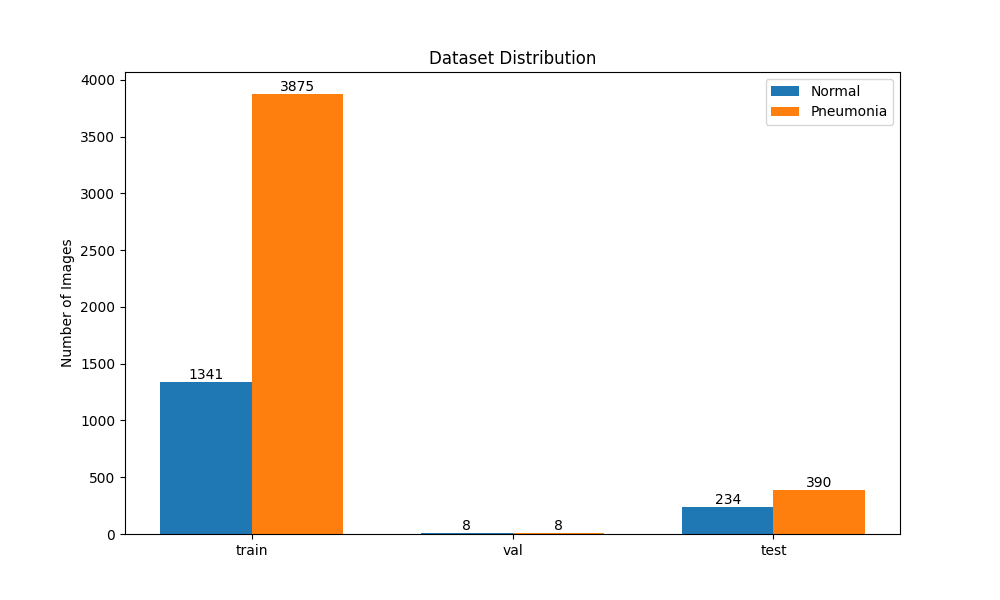 Dataset Distribution
Normal
Pneumonia
Number of Images
4000
3500
3000
2500
2000
1500
1000
500
0
3875
1341
8
8
234
390
train
val
test